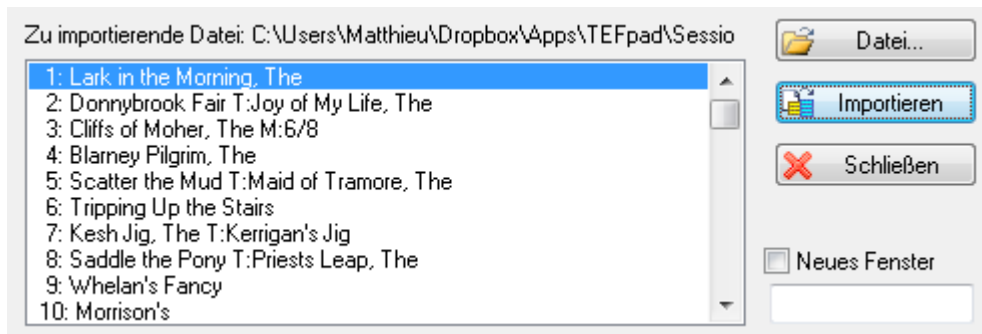 Zu importierende Datei: C:\Users\Matthieu\Dropbox\Apps\TEFpad\Sessio
Datei...
1: Lark in the Morning, The
2: Donnybrook Fair T:Joy of My Life, The
3: Cliffs of Moher, The M:6/8
4: Blarney Pilgrim, The
5: Scatter the Mud T:Maid of Tramore, The
6: Tripping Up the Stairs
7: Kesh Jig, The T:Kerrigan's Jig
8: Saddle the Pony T:Priests Leap, The
9: Whelan's Fancy
10: Morrison's
Importieren
Schließen
Neues Fenster